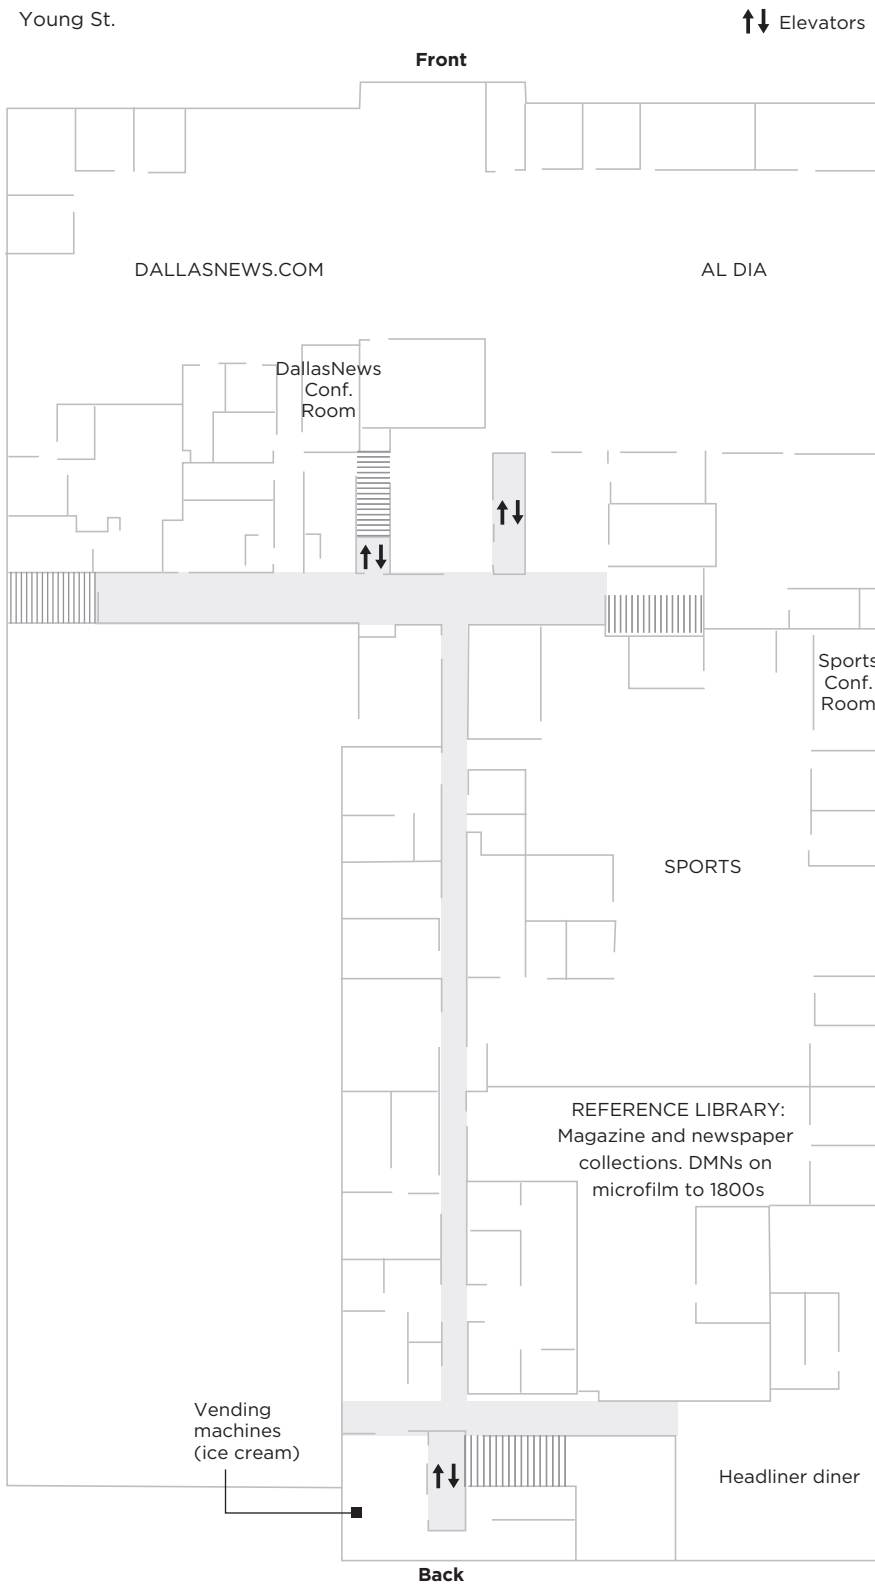 Young St.
Elevators
Front
DALLASNEWS.COM
AL DIA
DallasNews
Conf.
Room
Sports
Conf.
Room
SPORTS
REFERENCE LIBRARY:
Magazine and newspaper
collections. DMNs on
microfilm to 1800s
Vending
machines
(ice cream)
Headliner diner
Back